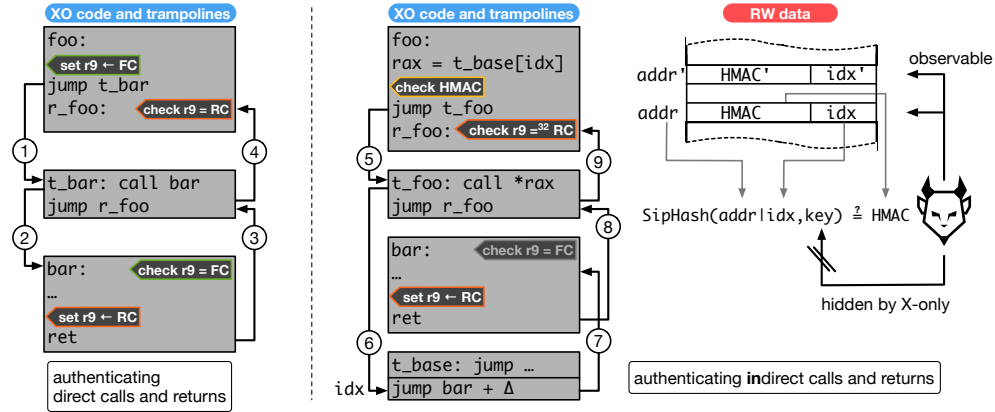 XO code and trampolines
foo:
set r9 ← FC
jump t_bar
r_foo: check r9 = RC
1
4
t_bar: call bar
jump r_foo
2
3
bar: check r9 = FC
…
set r9 ← RC
ret
authenticating
direct calls and returns
XO code and trampolines
foo:
rax = t_base[idx]
check HMAC
jump t_foo
r_foo: check r9 =³² RC
5
9
t_foo: call *rax
jump r_foo
8
bar: check r9 = FC
…
set r9 ← RC
ret
6
7
t_base: jump …
idx jump bar + Δ
RW data
observable
addr' HMAC' idx'
addr HMAC idx
SipHash(addr|idx,key) ≟ HMAC
hidden by X-only
authenticating indirect calls and returns